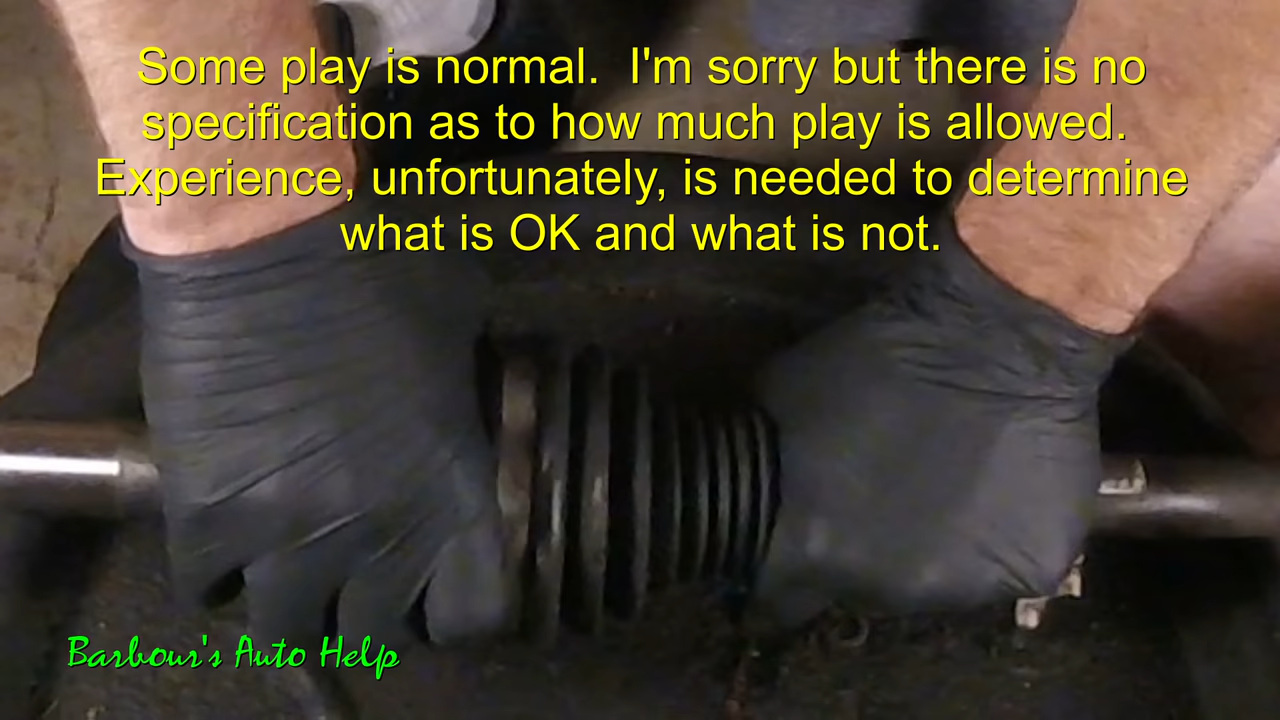 Some play is normal.  I'm sorry but there is no
specification as to how much play is allowed.
Experience, unfortunately, is needed to determine
what is OK and what is not.
Barbour's Auto Help